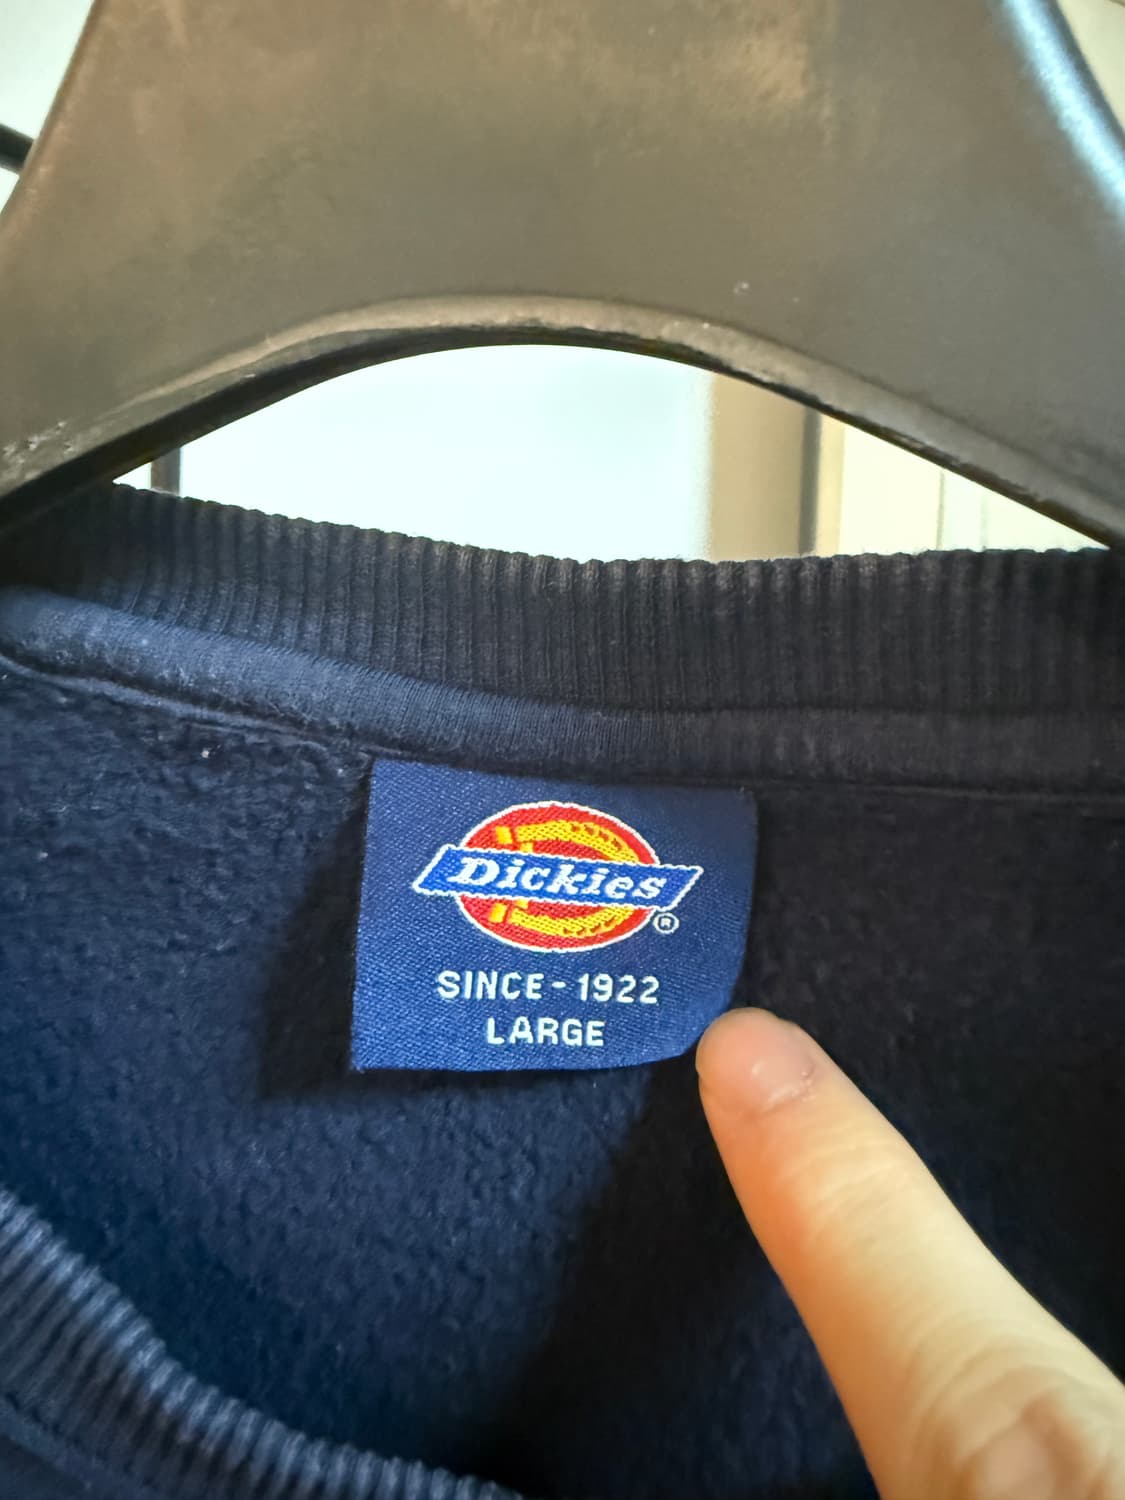 Dickies
®
SINCE - 1922
LARGE